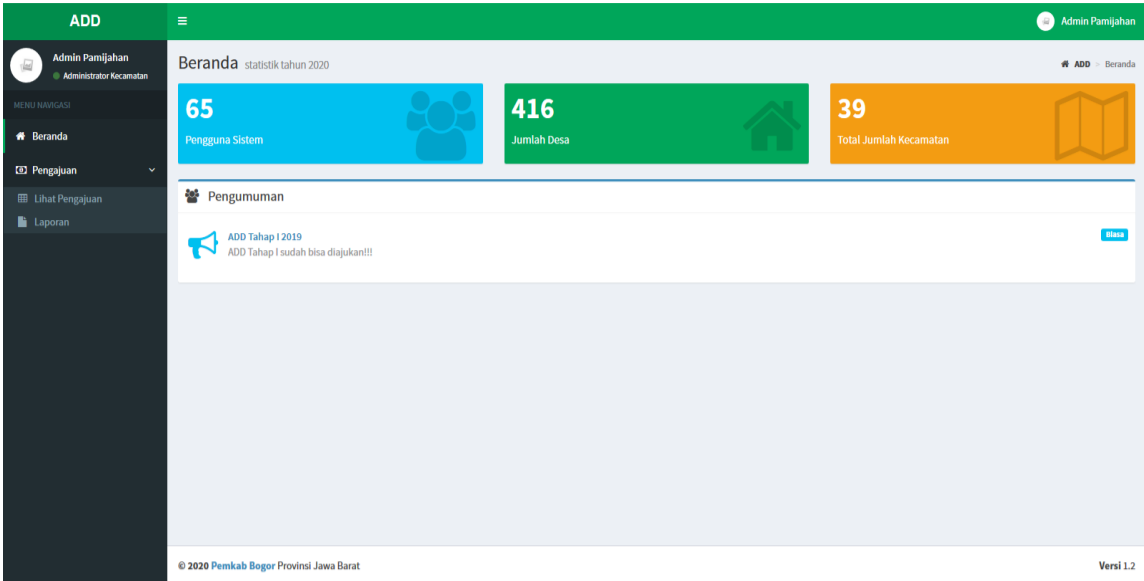 ADD
Admin Pamijahan
Admin Pamijahan
Administrator Kecamatan
MENU NAVIGASI
Beranda
Pengajuan
Lihat Pengajuan
Laporan
Beranda statistik tahun 2020
ADD > Beranda
65
Pengguna Sistem
416
Jumlah Desa
39
Total Jumlah Kecamatan
Pengumuman
ADD Tahap I 2019
Biasa
ADD Tahap I sudah bisa diajukan!!!
© 2020 Pemkab Bogor Provinsi Jawa Barat
Versi 1.2